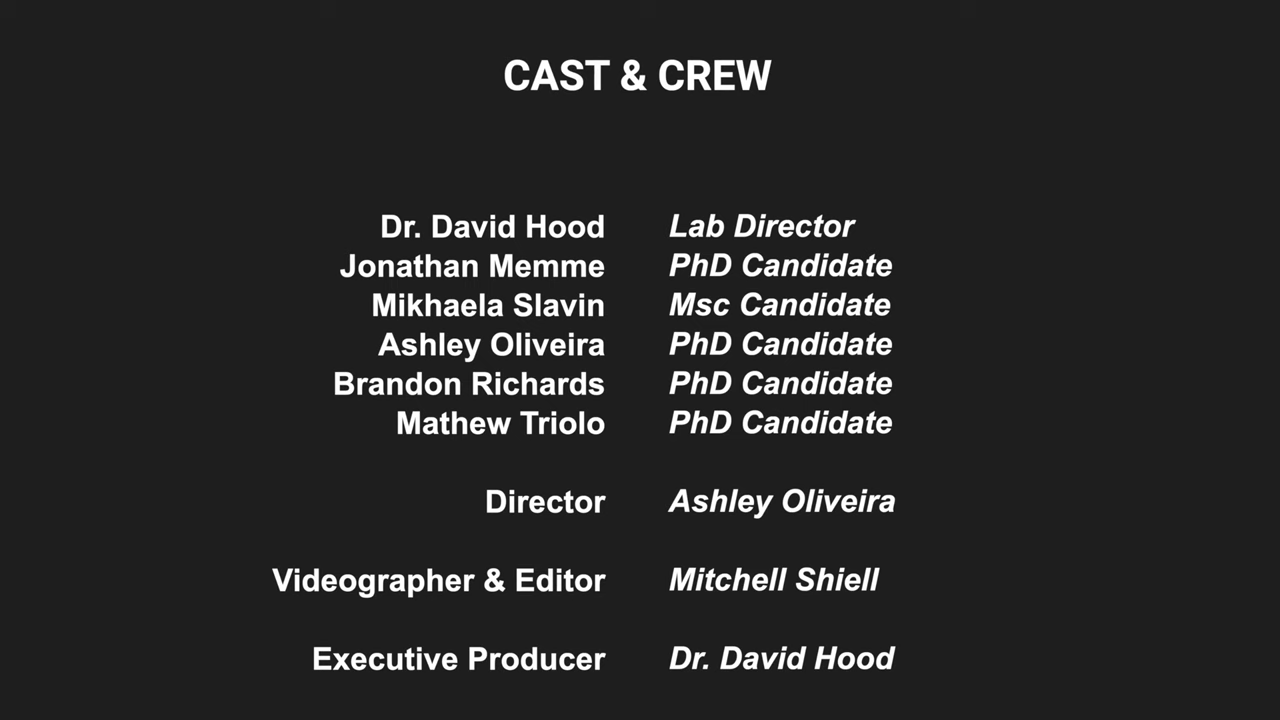 CAST & CREW
Dr. David Hood Lab Director
Jonathan Memme PhD Candidate
Mikhaela Slavin Msc Candidate
Ashley Oliveira PhD Candidate
Brandon Richards PhD Candidate
Mathew Triolo PhD Candidate
Director Ashley Oliveira
Videographer & Editor Mitchell Shiell
Executive Producer Dr. David Hood